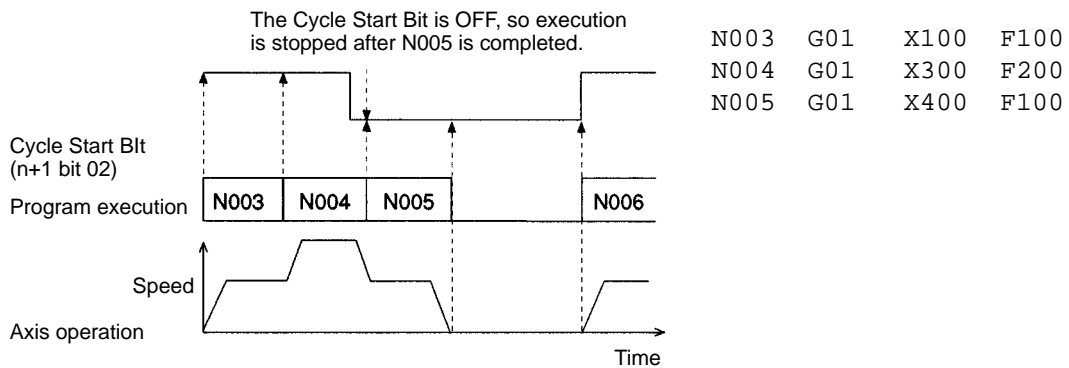 The Cycle Start Bit is OFF, so execution
is stopped after N005 is completed.
N003 G01 X100 F100
N004 G01 X300 F200
N005 G01 X400 F100
Cycle Start BIt
(n+1 bit 02)
Program execution
N003 N004 N005 N006
Speed
Axis operation
Time